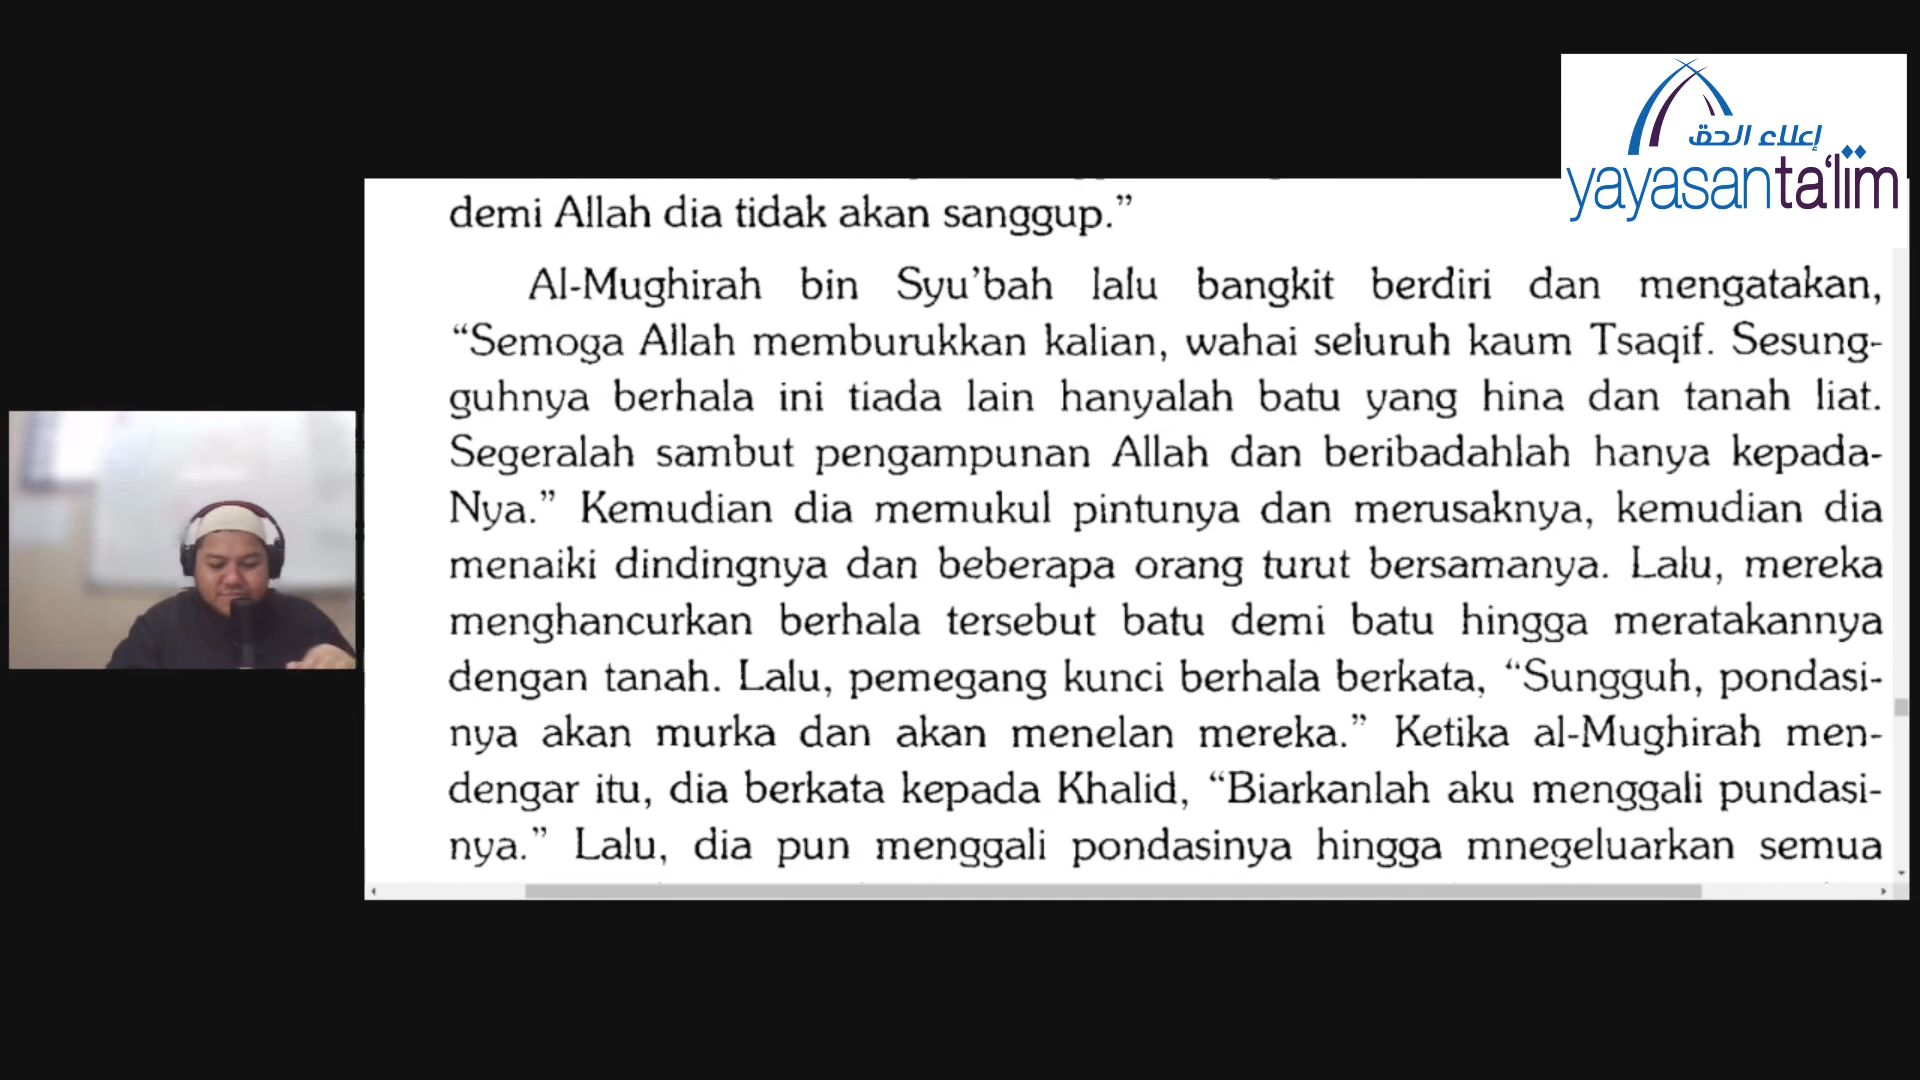 إعلاء الحق
yayasanta'lim
demi Allah dia tidak akan sanggup.”
Al-Mughirah bin Syu’bah lalu bangkit berdiri dan mengatakan,
“Semoga Allah memburukkan kalian, wahai seluruh kaum Tsaqif. Sesung-
guhnya berhala ini tiada lain hanyalah batu yang hina dan tanah liat.
Segeralah sambut pengampunan Allah dan beribadahlah hanya kepada-
Nya.” Kemudian dia memukul pintunya dan merusaknya, kemudian dia
menaiki dindingnya dan beberapa orang turut bersamanya. Lalu, mereka
menghancurkan berhala tersebut batu demi batu hingga meratakannya
dengan tanah. Lalu, pemegang kunci berhala berkata, “Sungguh, pondasi-
nya akan murka dan akan menelan mereka.” Ketika al-Mughirah men-
dengar itu, dia berkata kepada Khalid, “Biarkanlah aku menggali pundasi-
nya.” Lalu, dia pun menggali pondasinya hingga mnegeluarkan semua